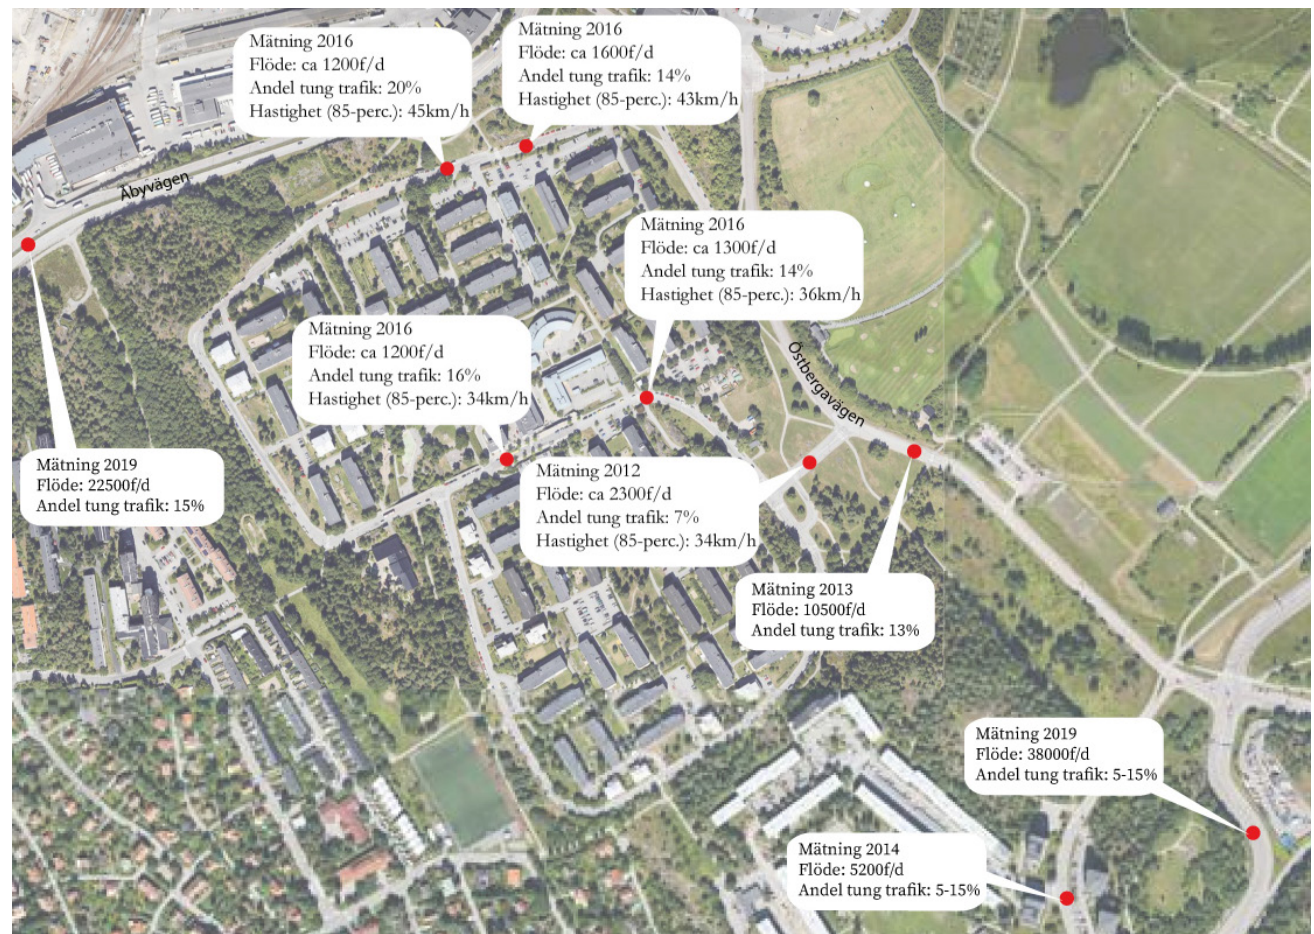 Mätning 2016
Flöde: ca 1200f/d
Andel tung trafik: 20%
Hastighet (85-perc.): 45km/h
Mätning 2016
Flöde: ca 1600f/d
Andel tung trafik: 14%
Hastighet (85-perc.): 43km/h
Åbyvägen
Mätning 2016
Flöde: ca 1300f/d
Andel tung trafik: 14%
Hastighet (85-perc.): 36km/h
Mätning 2016
Flöde: ca 1200f/d
Andel tung trafik: 16%
Hastighet (85-perc.): 34km/h
Östbergavägen
Mätning 2019
Flöde: 22500f/d
Andel tung trafik: 15%
Mätning 2012
Flöde: ca 2300f/d
Andel tung trafik: 7%
Hastighet (85-perc.): 34km/h
Mätning 2013
Flöde: 10500f/d
Andel tung trafik: 13%
Mätning 2019
Flöde: 38000f/d
Andel tung trafik: 5-15%
Mätning 2014
Flöde: 5200f/d
Andel tung trafik: 5-15%